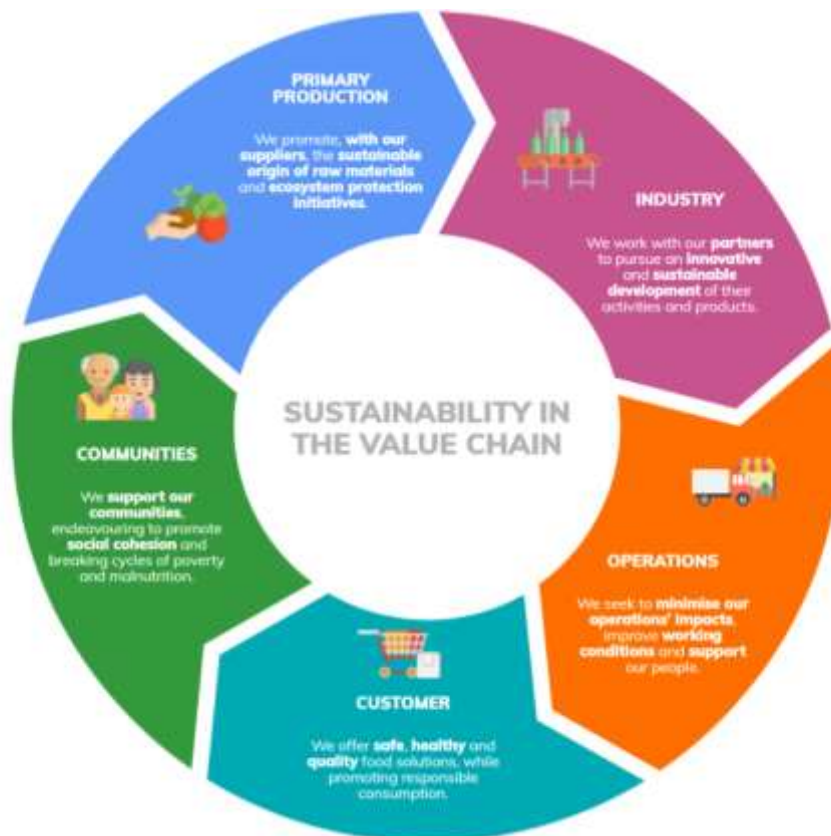 PRIMARY
PRODUCTION
We promote, with our
suppliers, the sustainable
origin of raw materials
and ecosystem protection
initiatives.
INDUSTRY
We work with our partners
to pursue an innovative
and sustainable
development of their
activities and products.
OPERATIONS
We seek to minimise our
operations' impacts,
improve working
conditions and support
our people.
CUSTOMER
We offer safe, healthy and
quality food solutions, while
promoting responsible
consumption.
COMMUNITIES
We support our
communities,
endeavouring to promote
social cohesion and
breaking cycles of poverty
and malnutrition.
SUSTAINABILITY IN
THE VALUE CHAIN